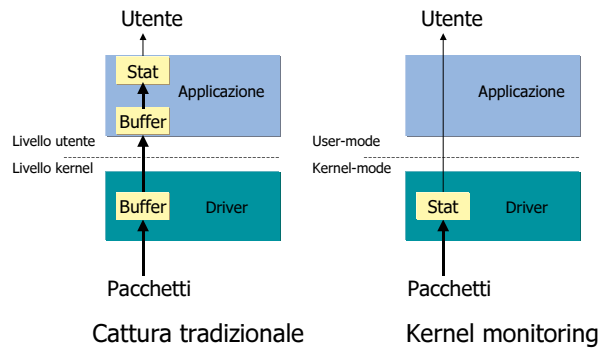 Utente
Stat
Applicazione
Buffer
Livello utente
Livello kernel
Buffer
Driver
Pacchetti
Cattura tradizionale
Utente
Applicazione
User-mode
Kernel-mode
Stat
Driver
Pacchetti
Kernel monitoring